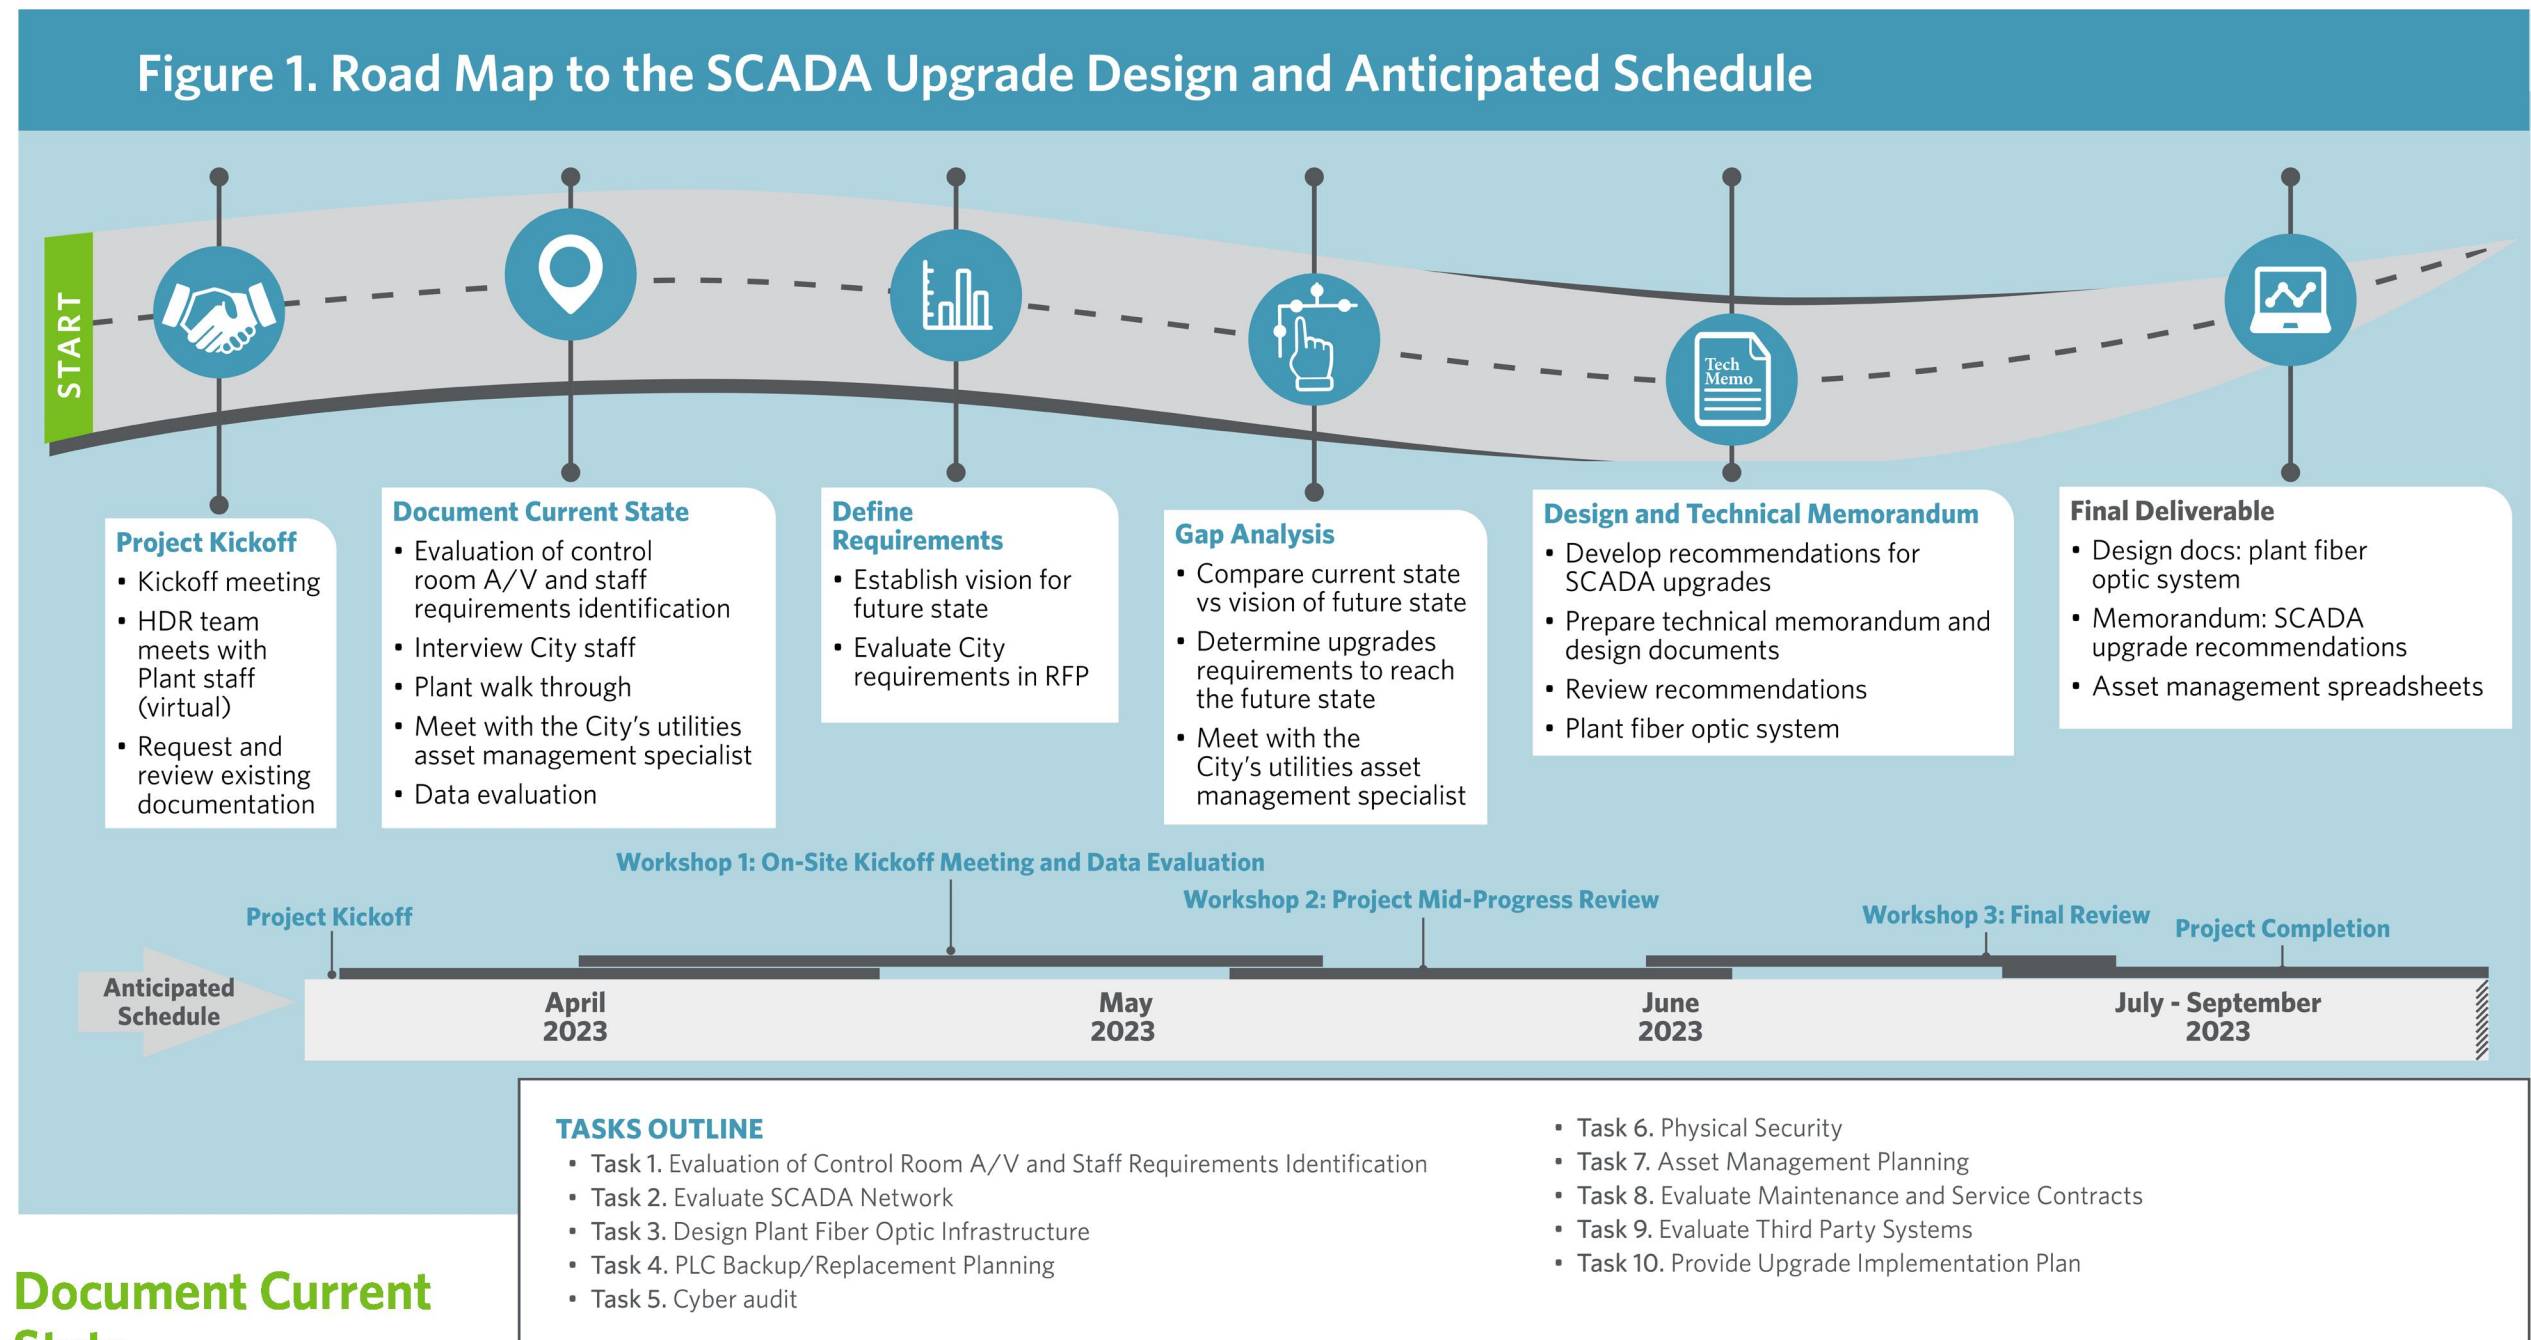 Figure 1. Road Map to the SCADA Upgrade Design and Anticipated Schedule
START
Tech
Memo
Project Kickoff
• Kickoff meeting
• HDR team
meets with
Plant staff
(virtual)
• Request and
review existing
documentation
Document Current State
• Evaluation of control
room A/V and staff
requirements identification
• Interview City staff
• Plant walk through
• Meet with the City's utilities
asset management specialist
• Data evaluation
Define
Requirements
• Establish vision for
future state
• Evaluate City
requirements in RFP
Gap Analysis
• Compare current state
vs vision of future state
• Determine upgrades
requirements to reach
the future state
• Meet with the
City's utilities asset
management specialist
Design and Technical Memorandum
• Develop recommendations for
SCADA upgrades
• Prepare technical memorandum and
design documents
• Review recommendations
• Plant fiber optic system
Final Deliverable
• Design docs: plant fiber
optic system
• Memorandum: SCADA
upgrade recommendations
• Asset management spreadsheets
Workshop 1: On-Site Kickoff Meeting and Data Evaluation
Workshop 2: Project Mid-Progress Review
Project Kickoff
Workshop 3: Final Review
Project Completion
Anticipated
Schedule
April
2023
May
2023
June
2023
July - September
2023
TASKS OUTLINE
• Task 1. Evaluation of Control Room A/V and Staff Requirements Identification
• Task 2. Evaluate SCADA Network
• Task 3. Design Plant Fiber Optic Infrastructure
• Task 4. PLC Backup/Replacement Planning
• Task 5. Cyber audit
• Task 6. Physical Security
• Task 7. Asset Management Planning
• Task 8. Evaluate Maintenance and Service Contracts
• Task 9. Evaluate Third Party Systems
• Task 10. Provide Upgrade Implementation Plan
Document Current